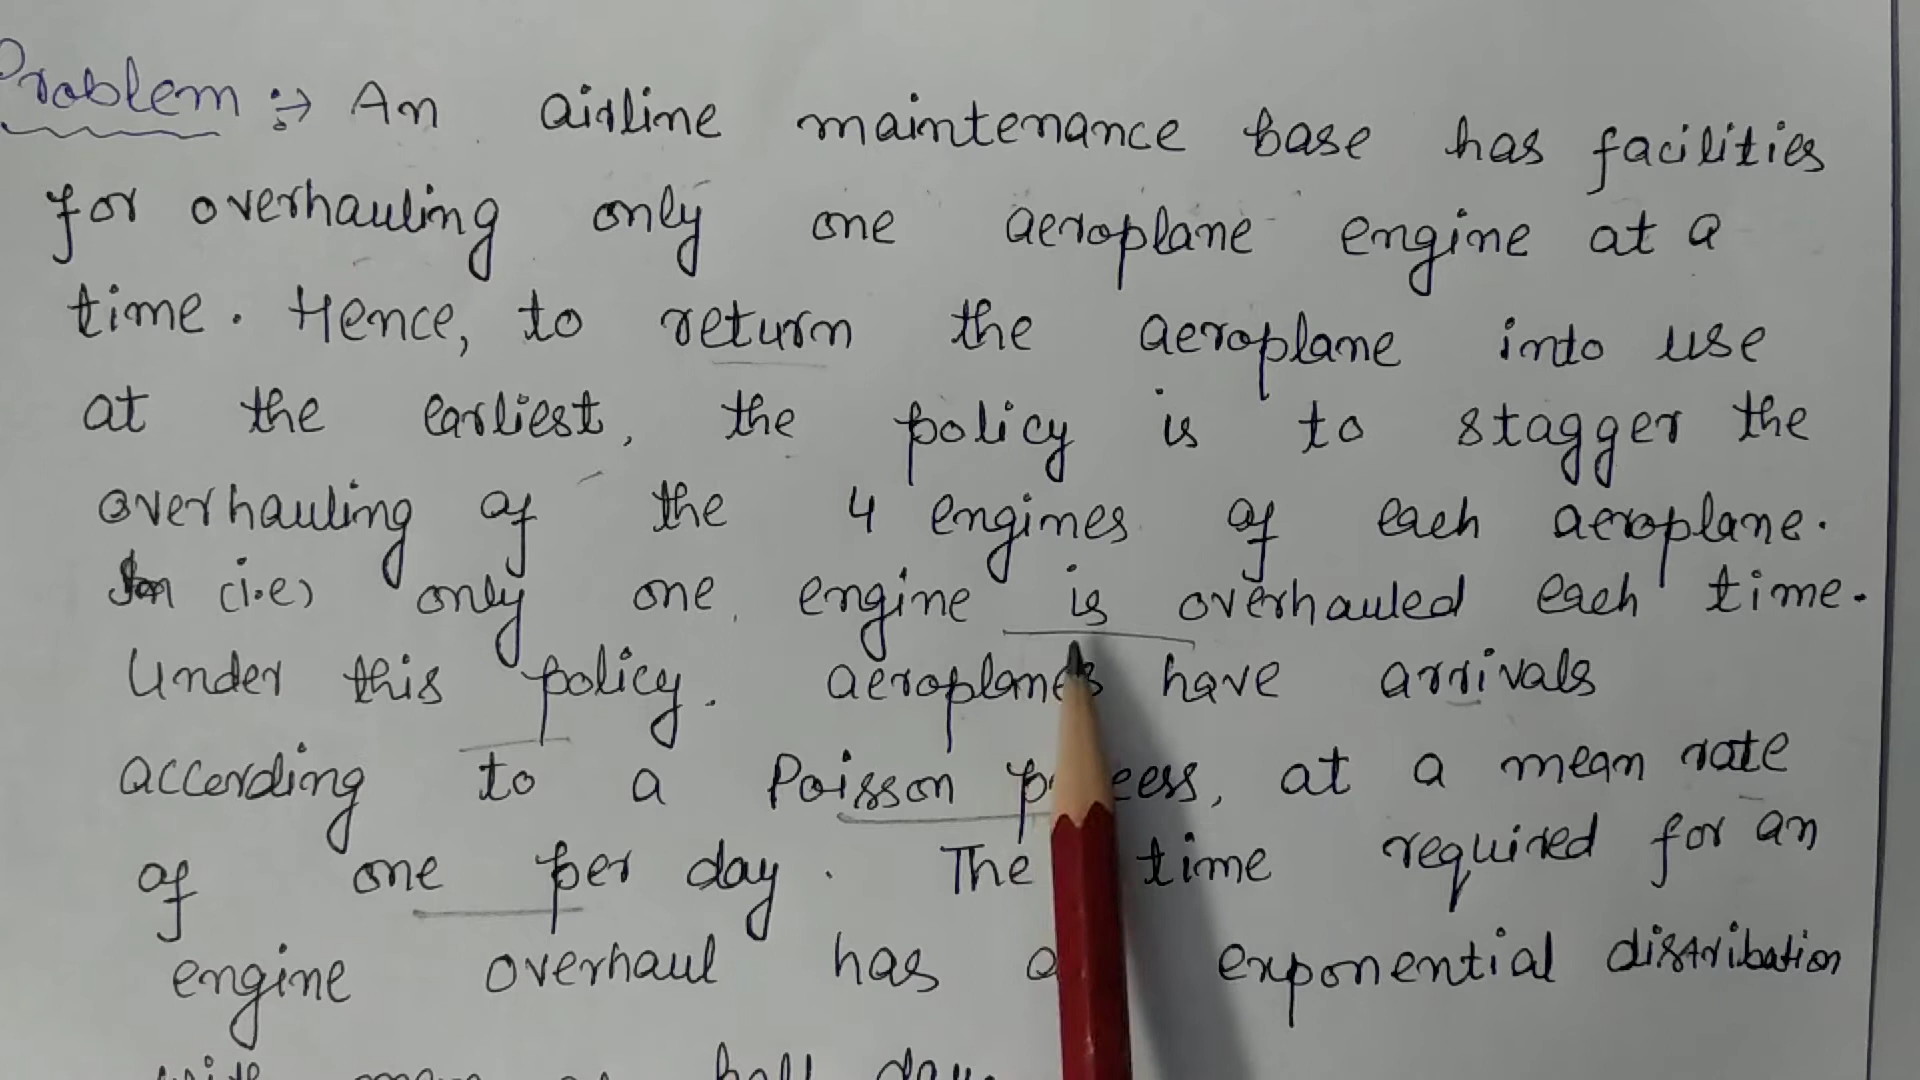 Problem :→ An airline maintenance base has facilities
for overhauling only one aeroplane engine at a
time. Hence, to return the aeroplane into use
at the earliest, the policy is to stagger the
overhauling of the 4 engines of each aeroplane.
(i.e) only one engine is overhauled each time.
Under this policy. aeroplanes have arrivals
according to a Poisson process, at a mean rate
of one per day. The time required for an
engine overhaul has exponential distribution
half day.